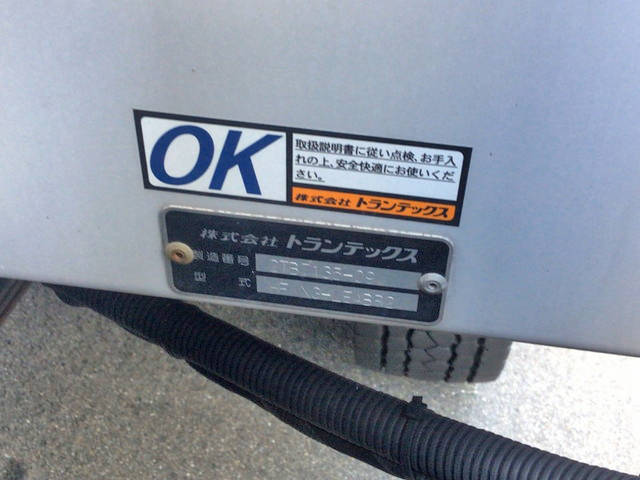 OK
取扱説明書に従い点検、お手入
れの上、安全快適にお使いくだ
さい。
株式会社 トランテックス
株式会社 トランテックス
製造番号
型式